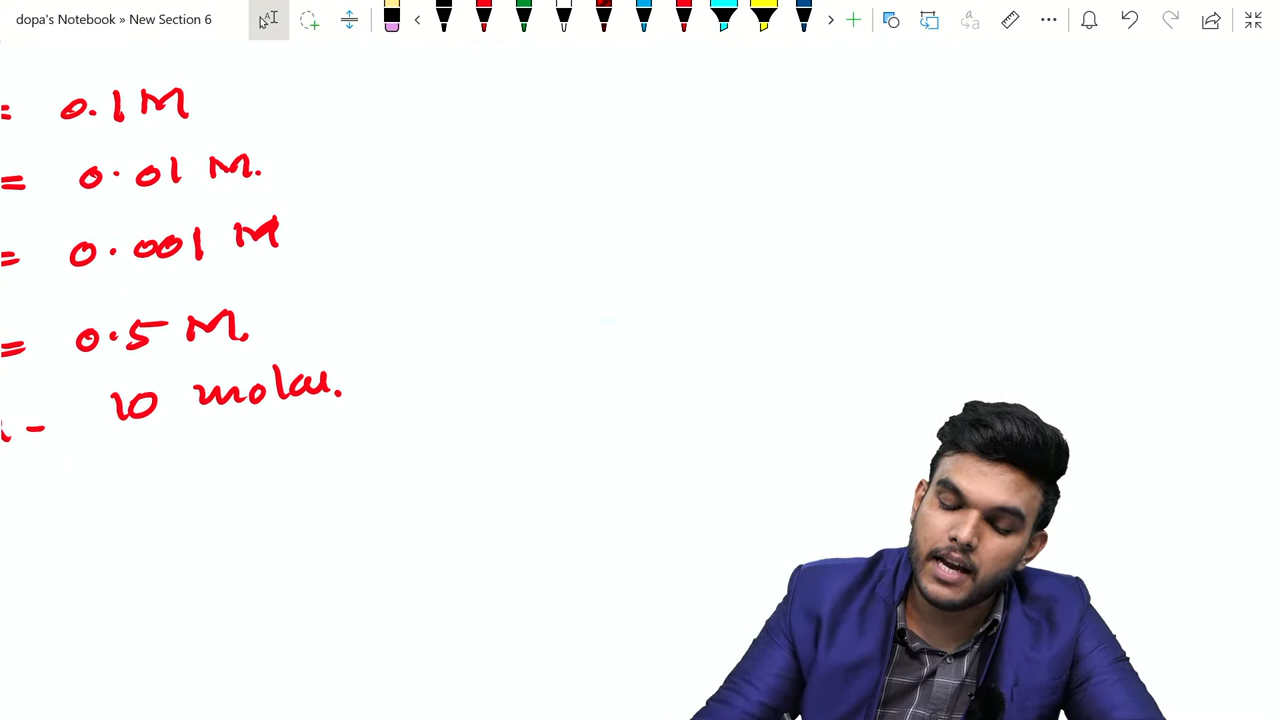 dopa's Notebook » New Section 6
= 0.1 M
= 0.01 M.
= 0.001 M
= 0.5 M.
- 10 molar.